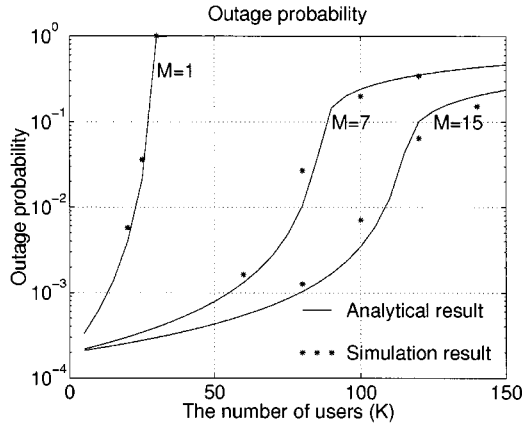 Outage probability
10^0
M=1
M=7
M=15
10^-1
Outage probability
10^-2
10^-3
Analytical result
Simulation result
10^-4
0 50 100 150
The number of users (K)